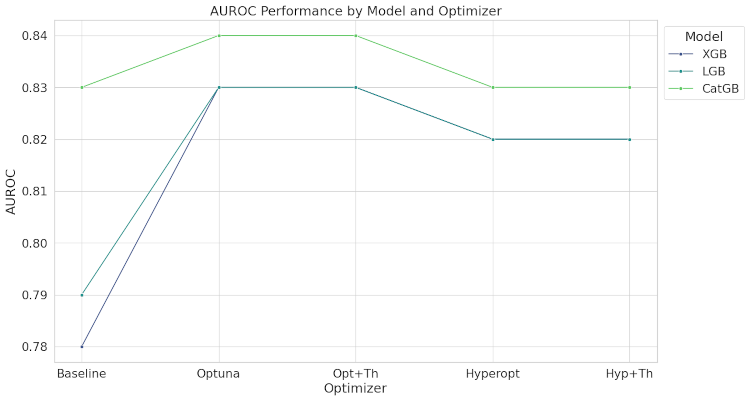 AUROC Performance by Model and Optimizer
Model
XGB
LGB
CatGB
AUROC
0.84
0.83
0.82
0.81
0.80
0.79
0.78
Baseline
Optuna
Opt+Th
Hyperopt
Hyp+Th
Optimizer